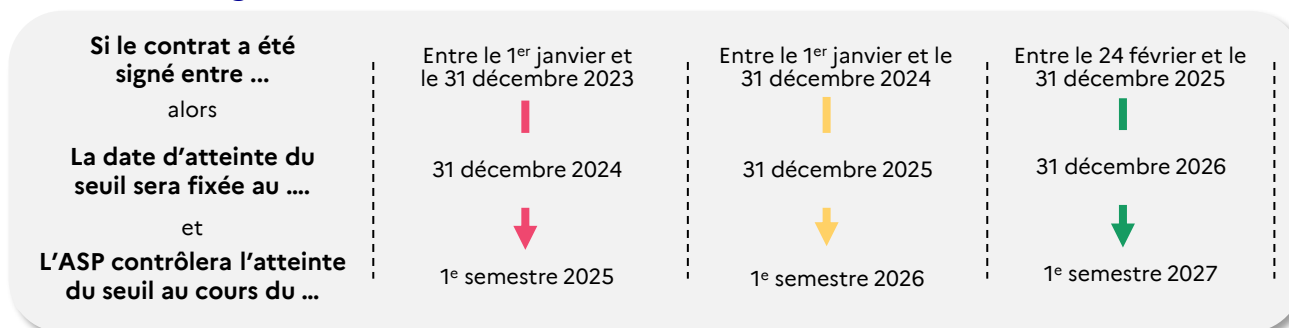 Si le contrat a été
signé entre ...
alors
La date d'atteinte du
seuil sera fixée au ....
et
L'ASP contrôlera l'atteinte
du seuil au cours du ...
Entre le 1er janvier et
le 31 décembre 2023
31 décembre 2024
1e semestre 2025
Entre le 1er janvier et le
31 décembre 2024
31 décembre 2025
1e semestre 2026
Entre le 24 février et le
31 décembre 2025
31 décembre 2026
1e semestre 2027